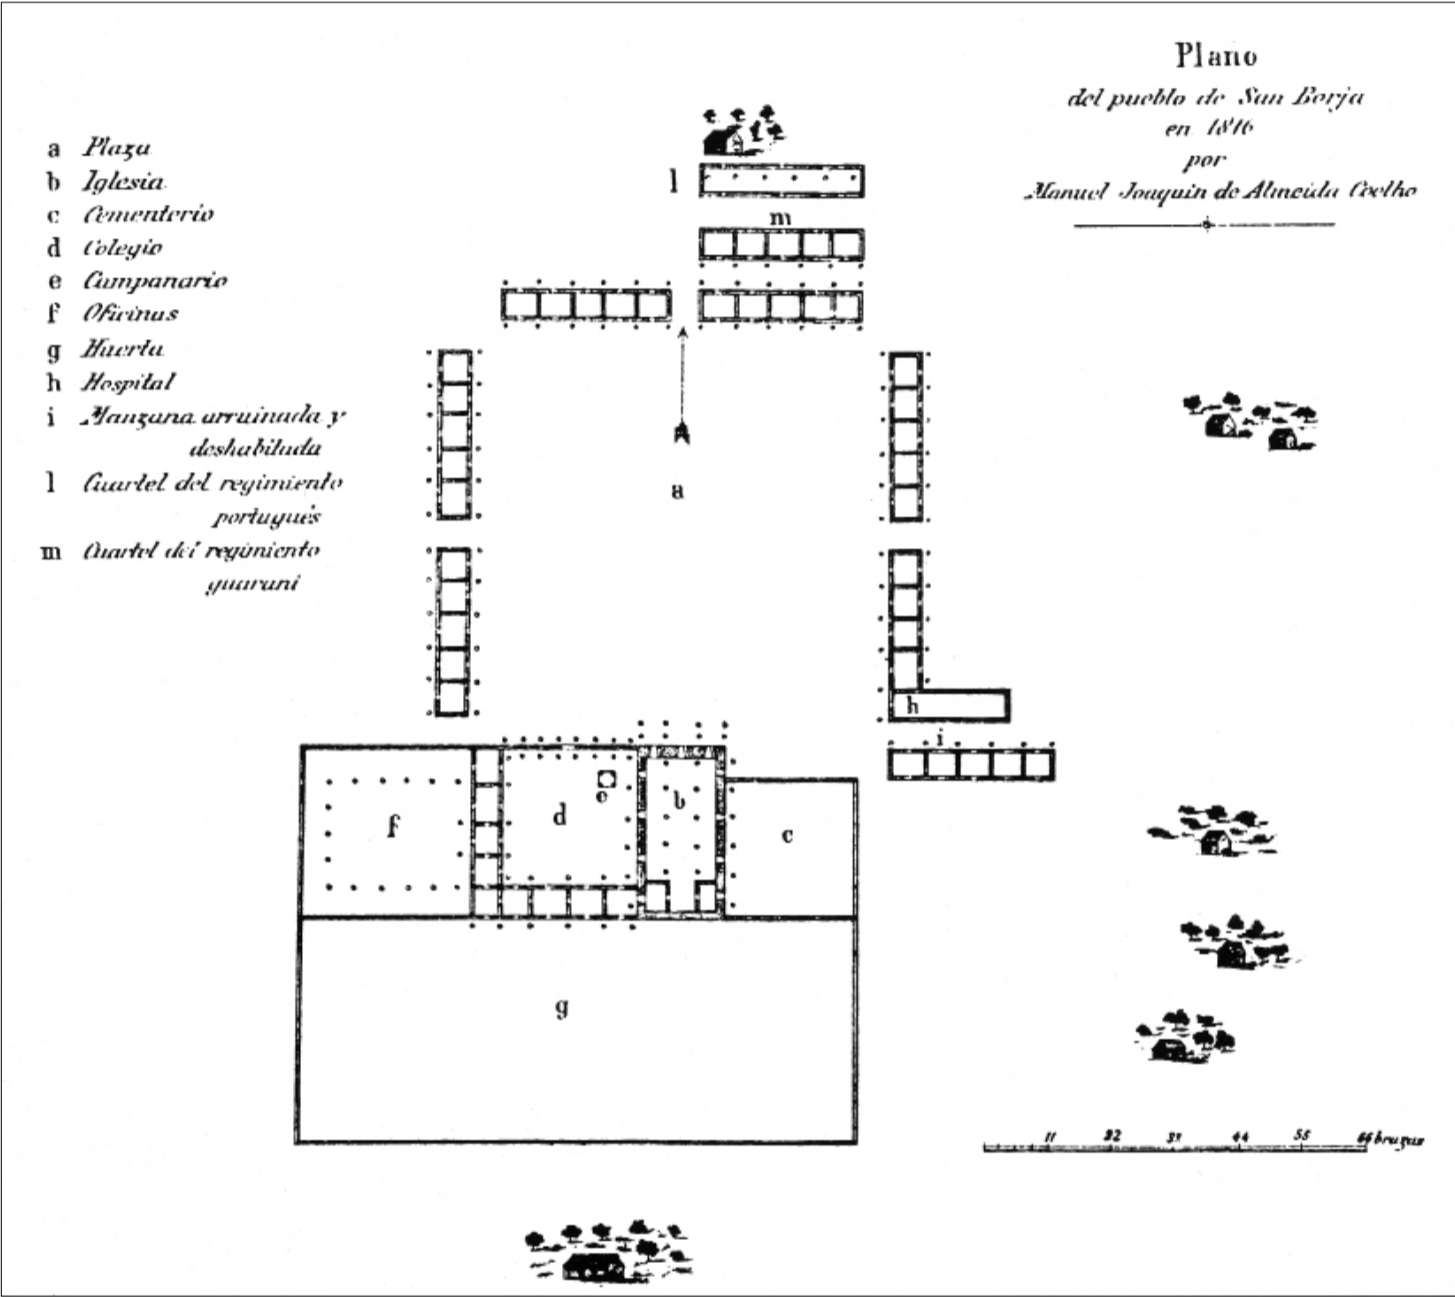 Plano
del pueblo de San Borja
en 1816
por
Manuel Joaquin de Almeida Coelho
a Plaza
b Iglesia
c Cementerio
d Colegio
e Campanario
f Oficinas
g Huerta
h Hospital
i Manzana arruinada y
deshabitada
l Cuartel del regimiento
portugués
m Cuartel del regimiento
guarani
l
m
a
h
i
e
b
d
f
c
g
11 22 33 44 55 66 brazas